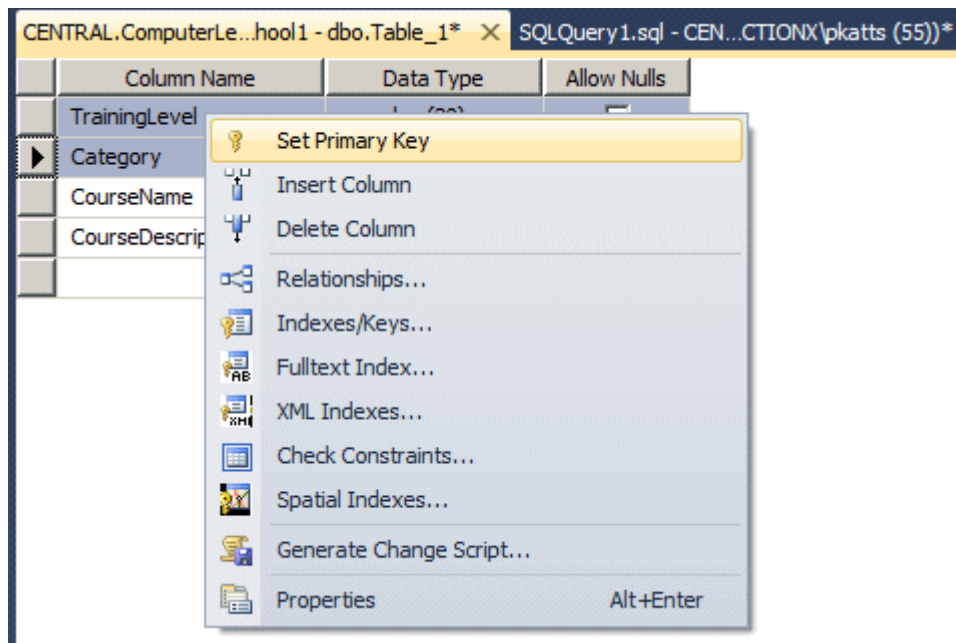 CENTRAL.ComputerLe...hool1 - dbo.Table_1* SQLQuery1.sql - CEN...CTIONX\pkatts (55))*
Column Name Data Type Allow Nulls
TrainingLevel
Category
CourseName
CourseDescrip
Set Primary Key
Insert Column
Delete Column
Relationships...
Indexes/Keys...
Fulltext Index...
XML Indexes...
Check Constraints...
Spatial Indexes...
Generate Change Script...
Properties Alt+Enter